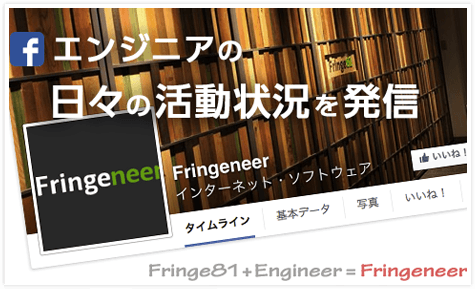 f エンジニアの
日々の活動状況を発信
Fringe81
Fringeneer
Fringeneer
インターネット・ソフトウェア
いいね！
タイムライン
基本データ
写真
いいね！
Fringe81+Engineer=Fringeneer